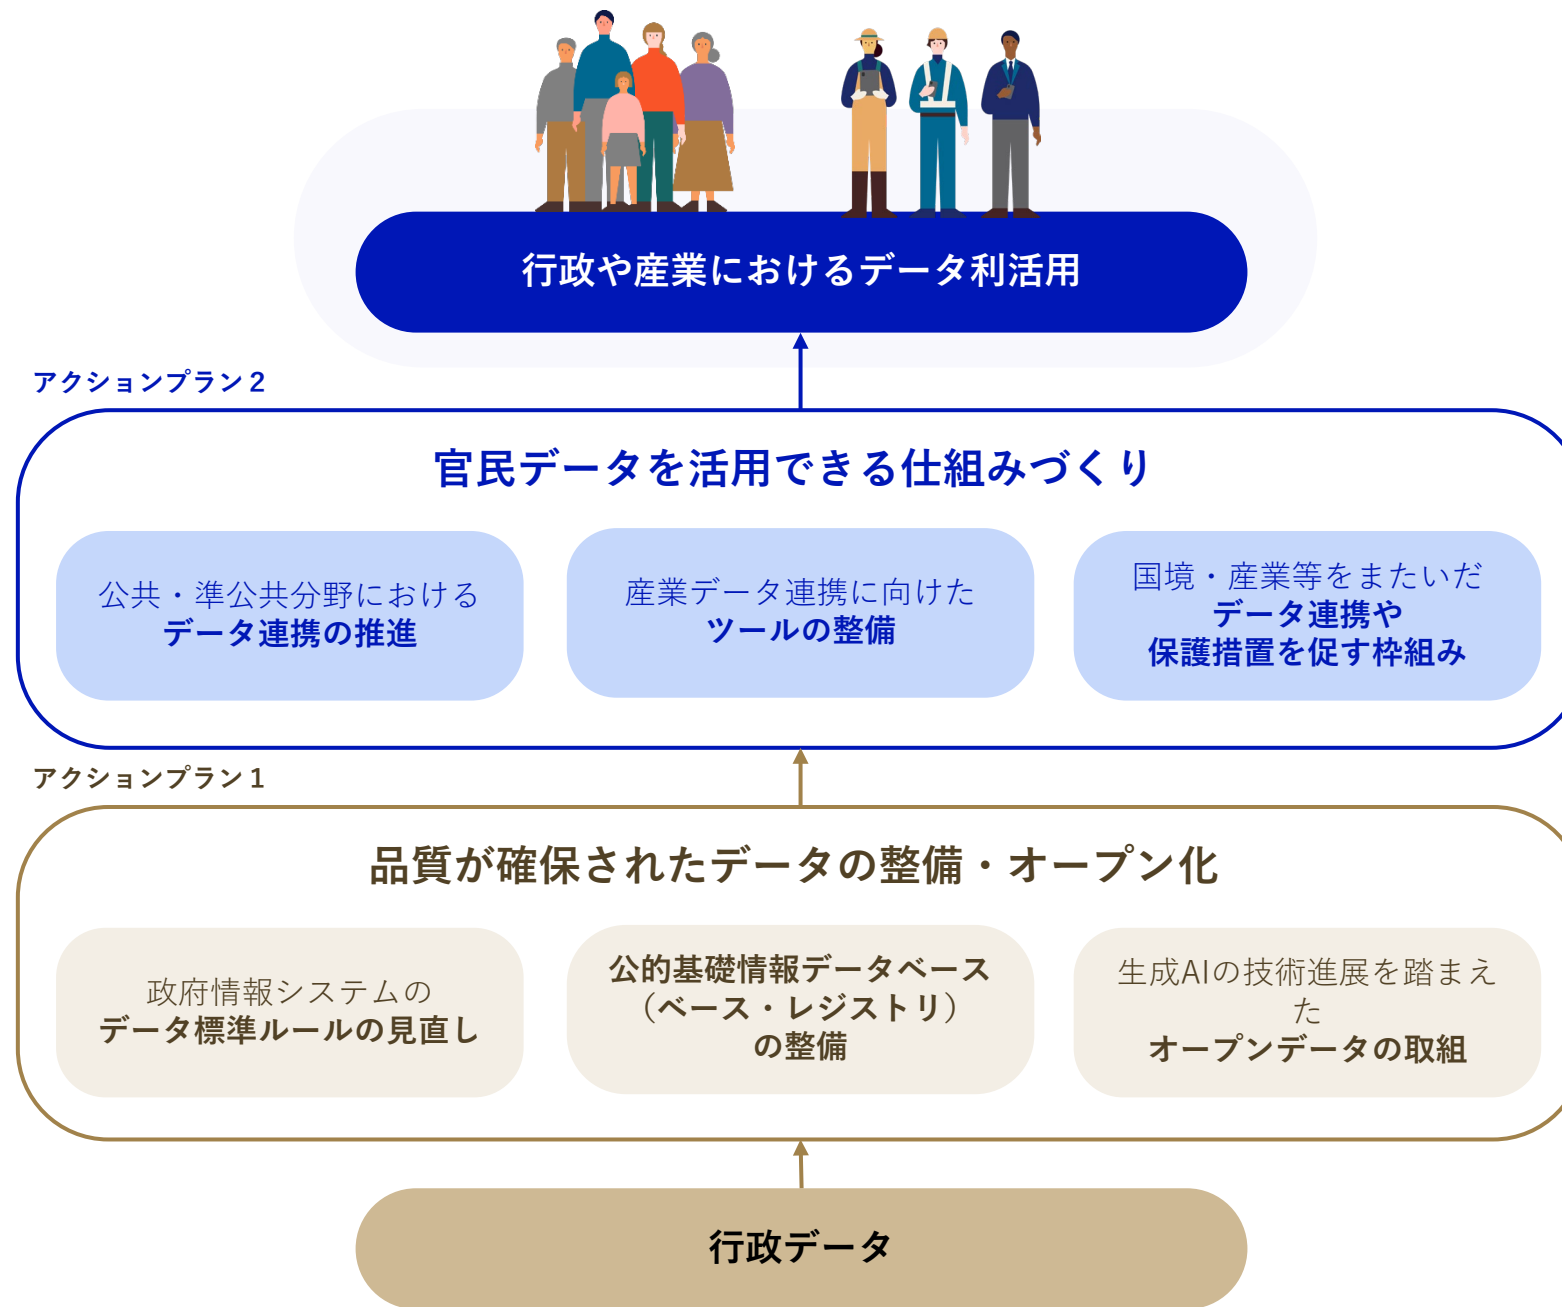 行政や産業におけるデータ利活用
アクションプラン２
官民データを活用できる仕組みづくり
公共・準公共分野における
データ連携の推進
産業データ連携に向けた
ツールの整備
国境・産業等をまたいだ
データ連携や
保護措置を促す枠組み
アクションプラン１
品質が確保されたデータの整備・オープン化
政府情報システムの
データ標準ルールの見直し
公的基礎情報データベース
（ベース・レジストリ）
の整備
生成AIの技術進展を踏まえ
た
オープンデータの取組
行政データ